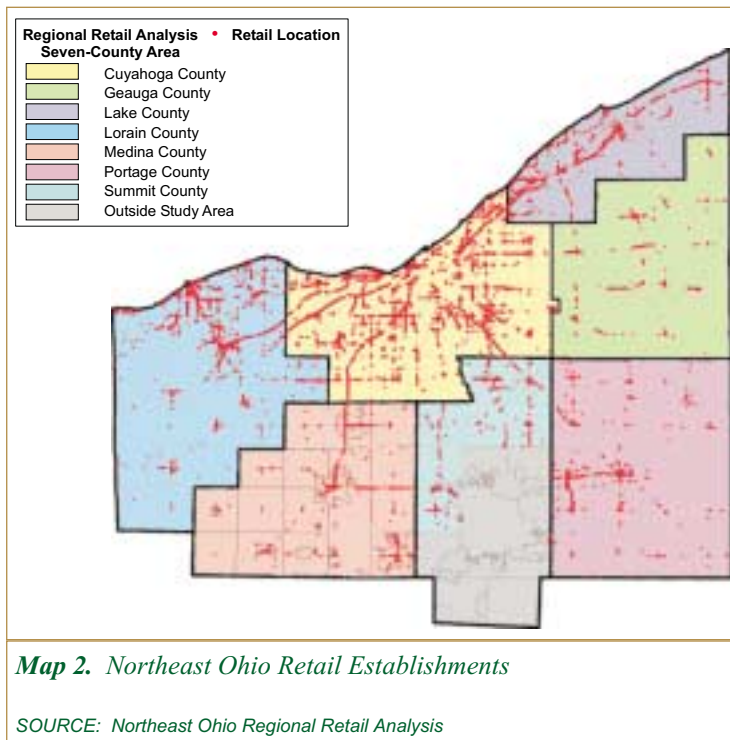 Regional Retail Analysis • Retail Location
Seven-County Area
Cuyahoga County
Geauga County
Lake County
Lorain County
Medina County
Portage County
Summit County
Outside Study Area
Map 2. Northeast Ohio Retail Establishments
SOURCE: Northeast Ohio Regional Retail Analysis